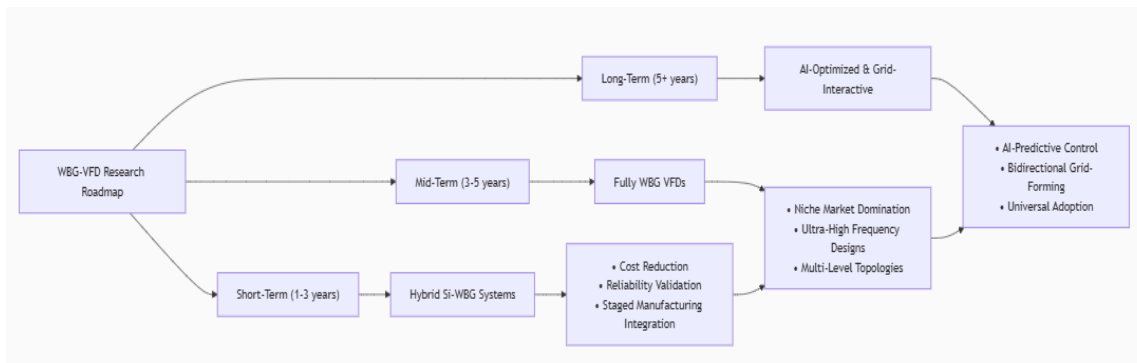 WBG-VFD Research
Roadmap
Long-Term (5+ years)
AI-Optimized & Grid-
Interactive
• AI-Predictive Control
• Bidirectional Grid-
Forming
• Universal Adoption
Mid-Term (3-5 years)
Fully WBG VFDs
• Niche Market Domination
• Ultra-High Frequency
Designs
• Multi-Level Topologies
Short-Term (1-3 years)
Hybrid Si-WBG Systems
• Cost Reduction
• Reliability Validation
• Staged Manufacturing
Integration